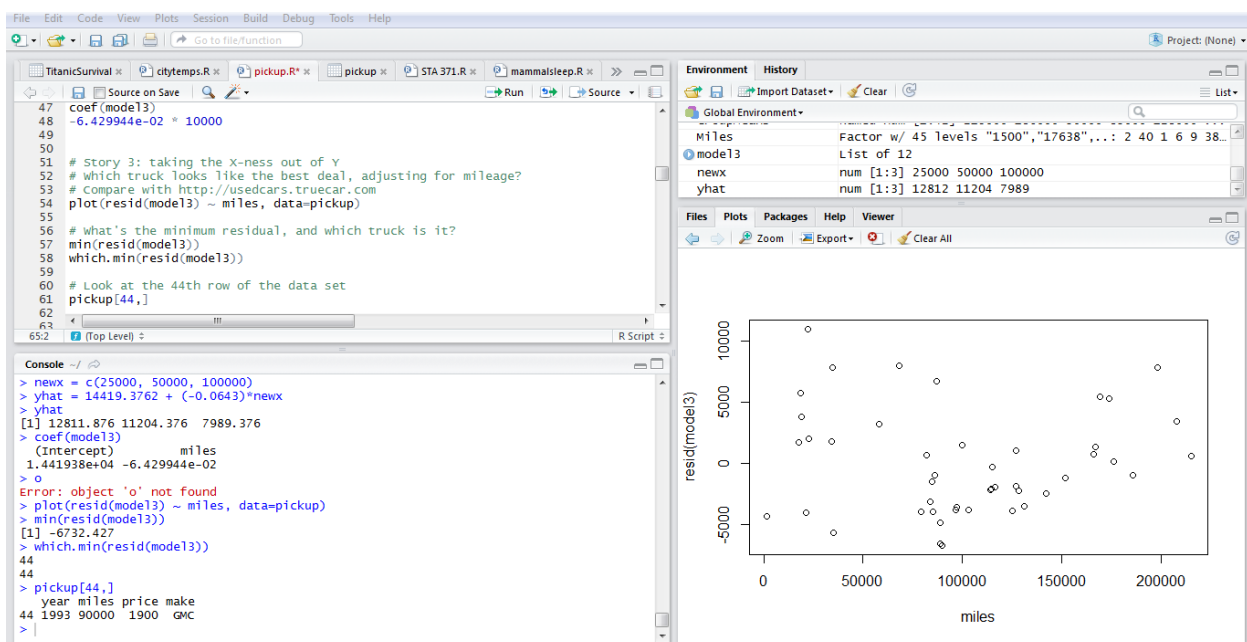 File Edit Code View Plots Session Build Debug Tools Help
Go to file/function
Project: (None)
TitanicSurvival
citytemps.R
pickup.R*
pickup
STA 371.R
mammalsleep.R
Source on Save
Run
Source
47 coef(model3)
48 -6.429944e-02 * 10000
49
50
51 # Story 3: taking the X-ness out of Y
52 # Which truck looks like the best deal, adjusting for mileage?
53 # Compare with http://usedcars.truecar.com
54 plot(resid(model3) ~ miles, data=pickup)
55
56 # What's the minimum residual, and which truck is it?
57 min(resid(model3))
58 which.min(resid(model3))
59
60 # Look at the 44th row of the data set
61 pickup[44,]
62
63
65:2 (Top Level) R Script
Console ~/
> newx = c(25000, 50000, 100000)
> yhat = 14419.3762 + (-0.0643)*newx
> yhat
[1] 12811.876 11204.376 7989.376
> coef(model3)
(Intercept) miles
1.441938e+04 -6.429944e-02
> o
Error: object 'o' not found
> plot(resid(model3) ~ miles, data=pickup)
> min(resid(model3))
[1] -6732.427
> which.min(resid(model3))
44
44
> pickup[44,]
year miles price make
44 1993 90000 1900 GMC
>
Environment History
Import Dataset Clear List
Global Environment
Miles Factor w/ 45 levels "1500","17638",..: 2 40 1 6 9 38…
model3 List of 12
newx num [1:3] 25000 50000 100000
yhat num [1:3] 12812 11204 7989
Files Plots Packages Help Viewer
Zoom Export Clear All
resid(model3)
10000
5000
0
-5000
0 50000 100000 150000 200000
miles